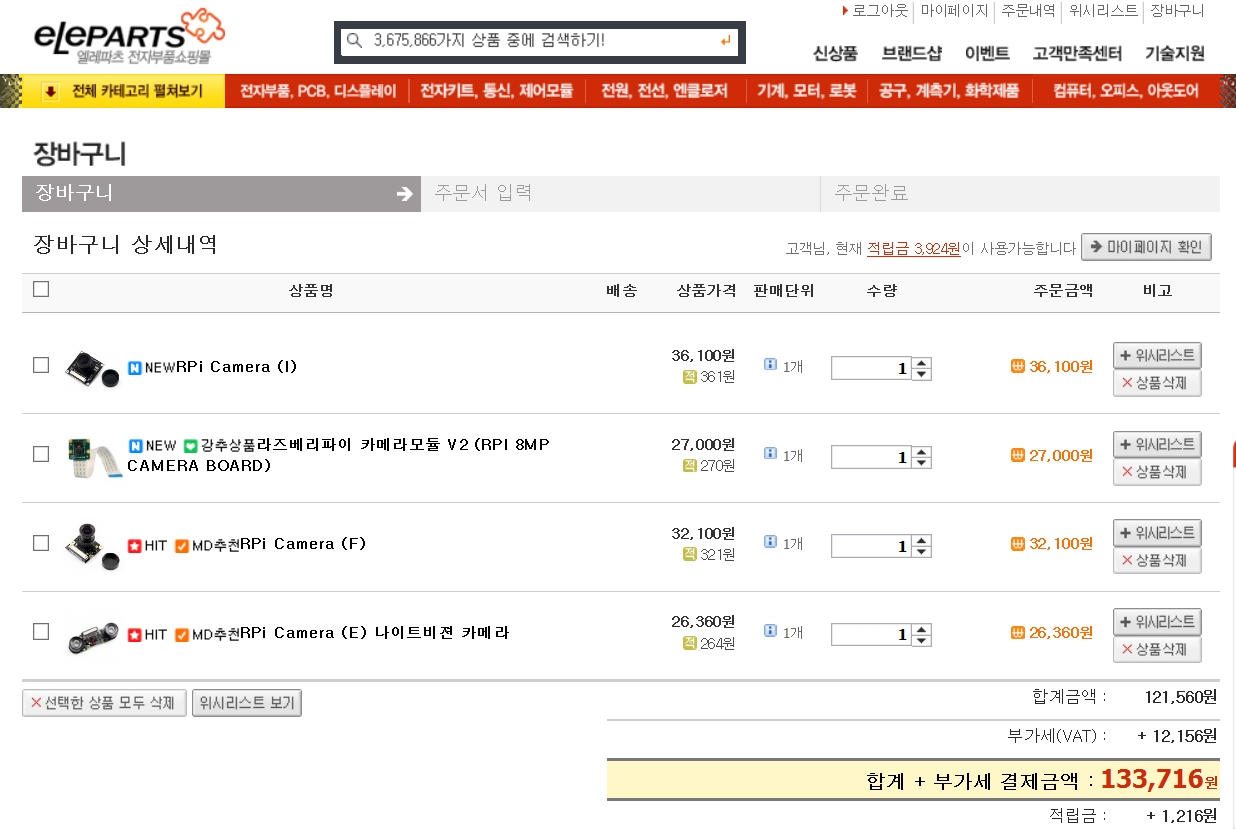 로그아웃 마이페이지 주문내역 위시리스트 장바구니
eleparts
엘레파츠 전자부품쇼핑몰
3,675,866가지 상품 중에 검색하기!
신상품 브랜드샵 이벤트 고객만족센터 기술지원
전체 카테고리 펼쳐보기 전자부품, PCB, 디스플레이 전자키트, 통신, 제어모듈 전원, 전선, 엔클로저 기계, 모터, 로봇 공구, 계측기, 화학제품 컴퓨터, 오피스, 아웃도어
장바구니
장바구니 주문서 입력 주문완료
장바구니 상세내역
고객님, 현재 적립금 3,924원이 사용가능합니다 마이페이지 확인
상품명 배송 상품가격 판매단위 수량 주문금액 비고
N NEWRPi Camera (I) 36,100원 1개 1 36,100원 + 위시리스트
적 361원 ×상품삭제
N NEW 강추상품라즈베리파이 카메라모듈 V2 (RPI 8MP
CAMERA BOARD) 27,000원 1개 1 27,000원 + 위시리스트
적 270원 ×상품삭제
HIT MD추천RPi Camera (F) 32,100원 1개 1 32,100원 + 위시리스트
적 321원 ×상품삭제
HIT MD추천RPi Camera (E) 나이트비젼 카메라 26,360원 1개 1 26,360원 + 위시리스트
적 264원 ×상품삭제
×선택한 상품 모두 삭제 위시리스트 보기
합계금액 : 121,560원
부가세(VAT) : + 12,156원
합계 + 부가세 결제금액 : 133,716원
적립금 : + 1,216원